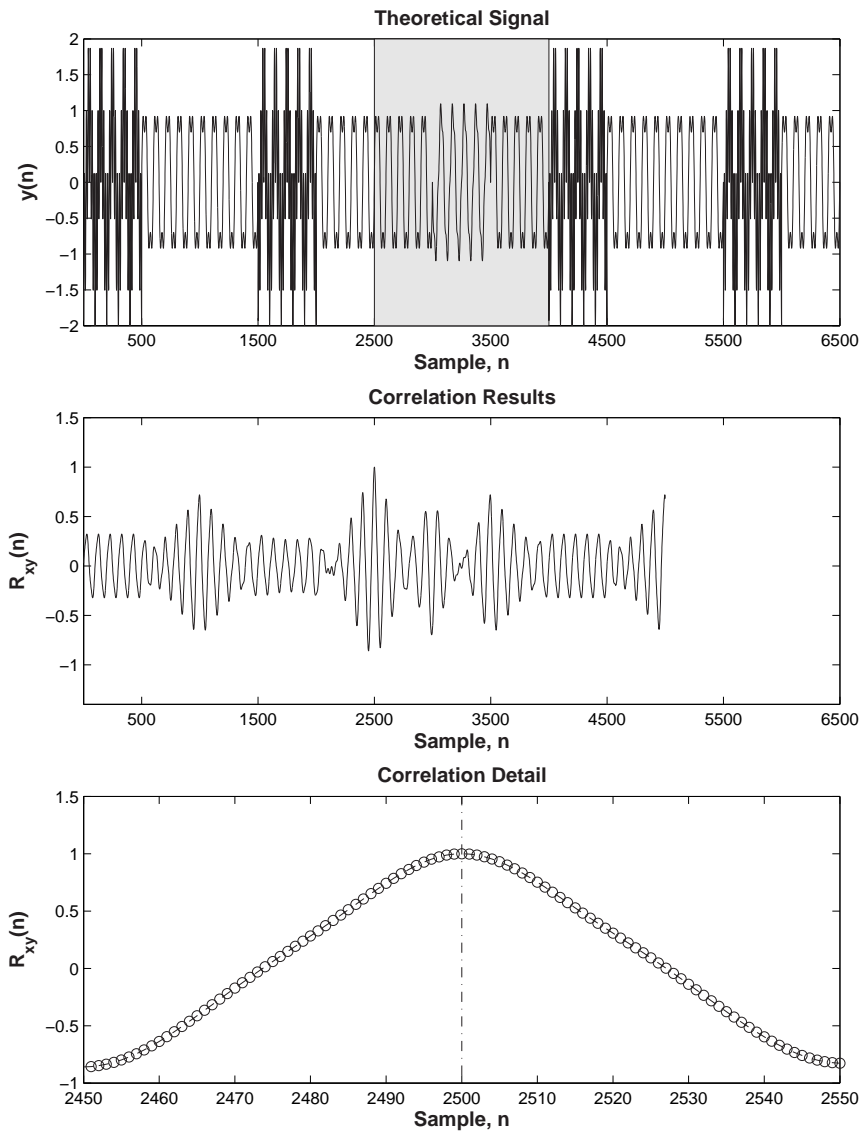 Theoretical Signal
2
1.5
1
0.5
0
−0.5
−1
−1.5
−2
y(n)
500 1500 2500 3500 4500 5500 6500
Sample, n
Correlation Results
1.5
1
0.5
0
−0.5
−1
R_xy(n)
500 1500 2500 3500 4500 5500 6500
Sample, n
Correlation Detail
1.5
1
0.5
0
−0.5
−1
R_xy(n)
2450 2460 2470 2480 2490 2500 2510 2520 2530 2540 2550
Sample, n